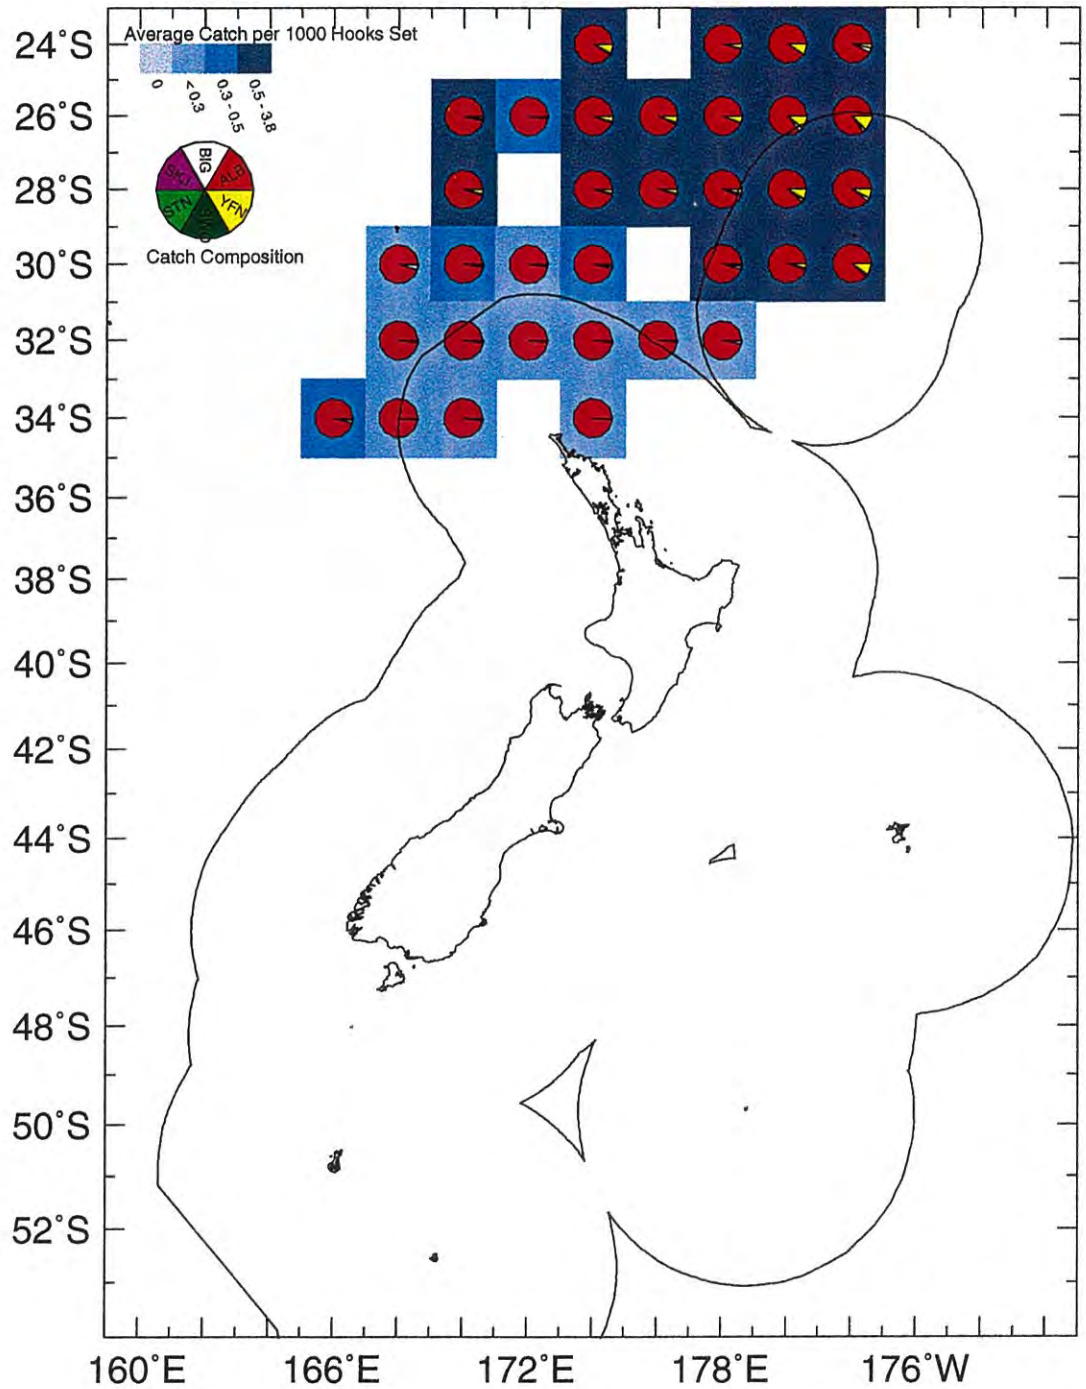 Average Catch per 1000 Hooks Set
0
< 0.3
0.3 - 0.5
0.5 - 3.8
BIG
ALB
YFN
SWO
STN
SKJ
Catch Composition
24°S
26°S
28°S
30°S
32°S
34°S
36°S
38°S
40°S
42°S
44°S
46°S
48°S
50°S
52°S
160°E 166°E 172°E 178°E 176°W